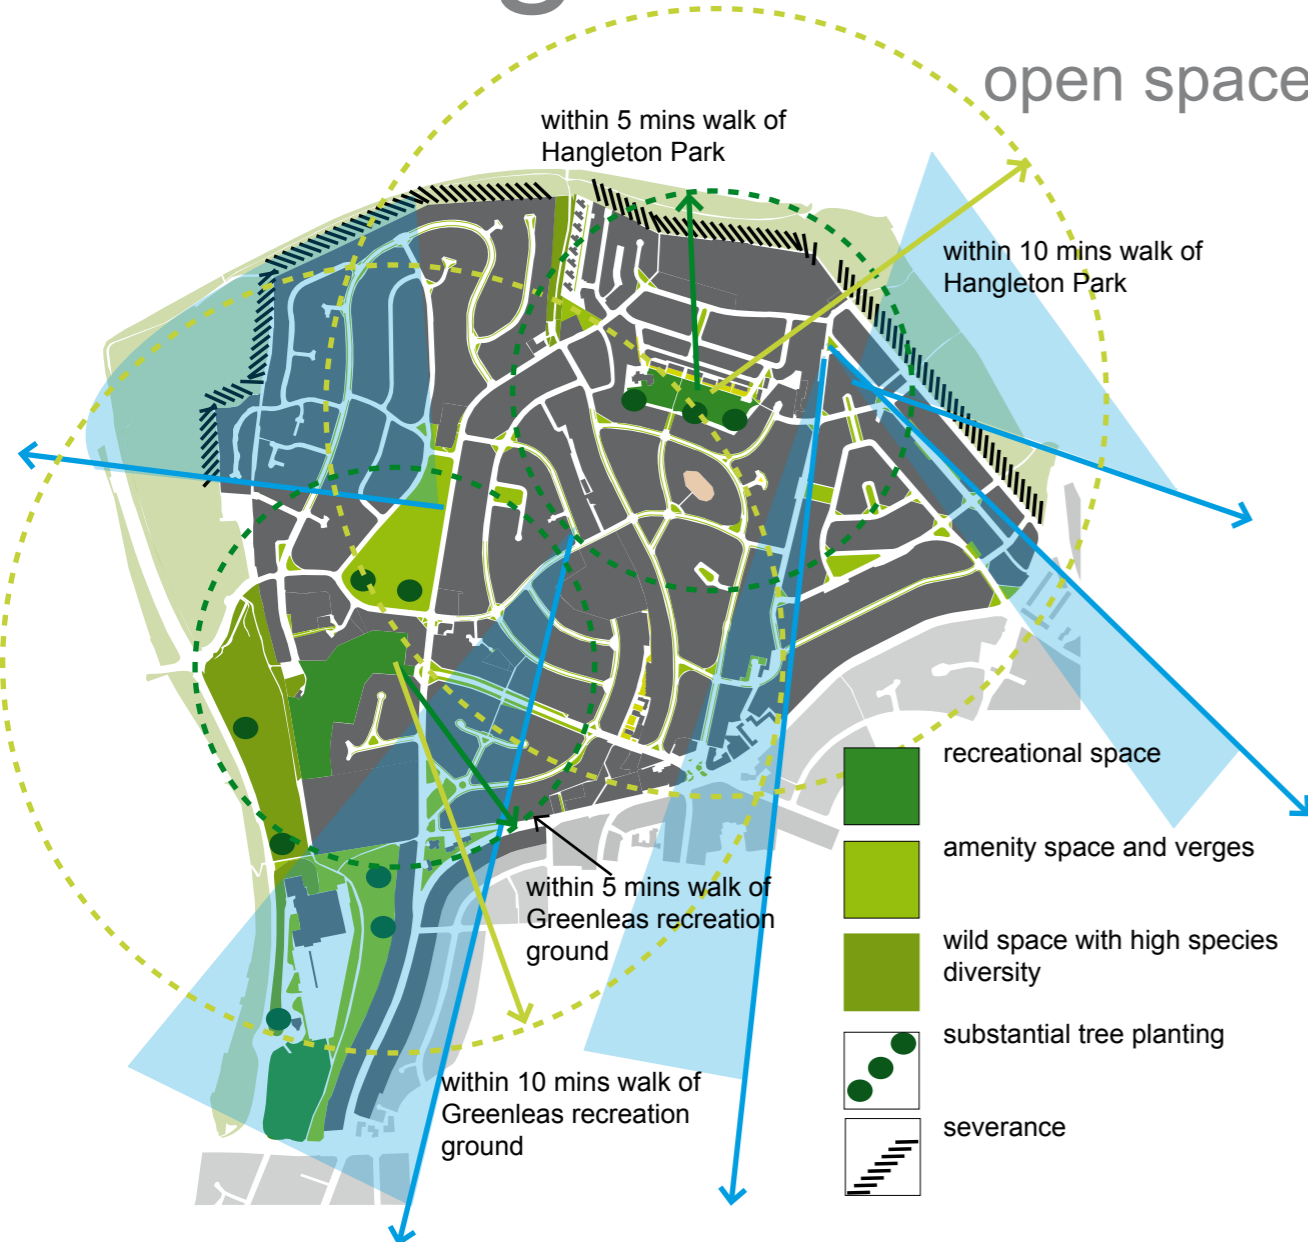 open space
within 5 mins walk of
Hangleton Park
within 10 mins walk of
Hangleton Park
recreational space
amenity space and verges
within 5 mins walk of
Greenleas recreation
ground
wild space with high species
diversity
substantial tree planting
within 10 mins walk of
Greenleas recreation
ground
severance